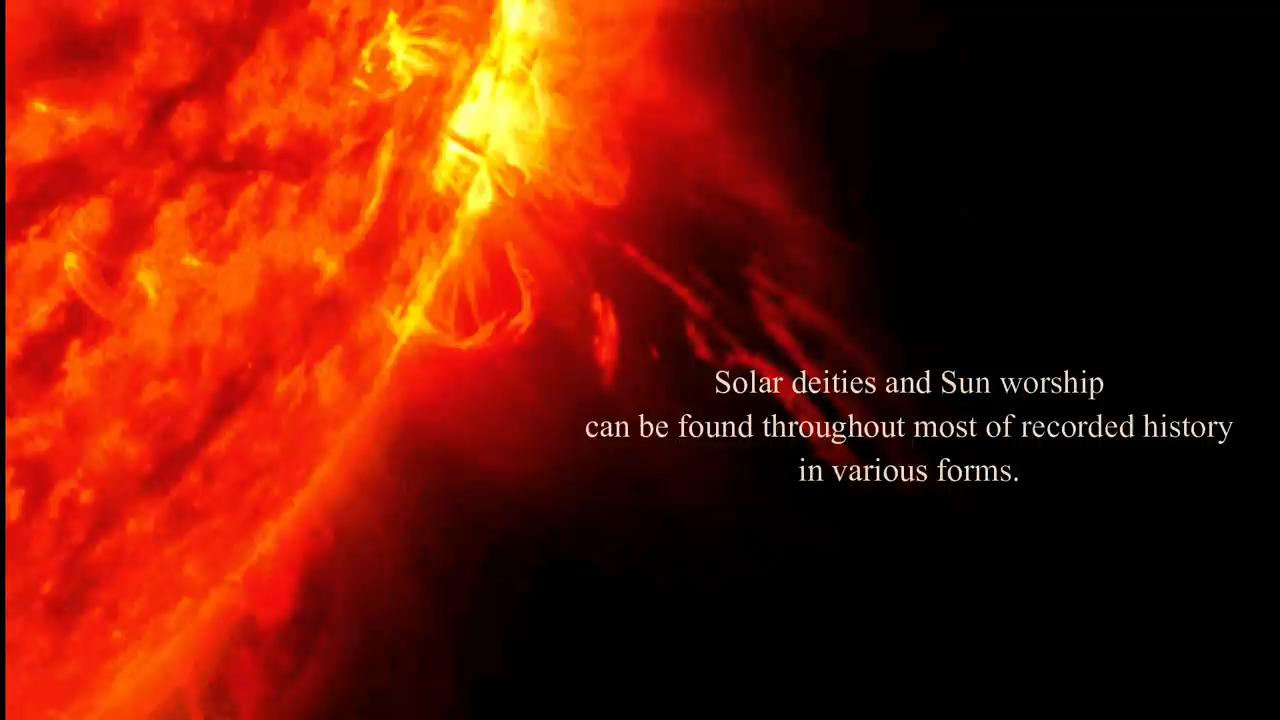 Solar deities and Sun worship
can be found throughout most of recorded history
in various forms.